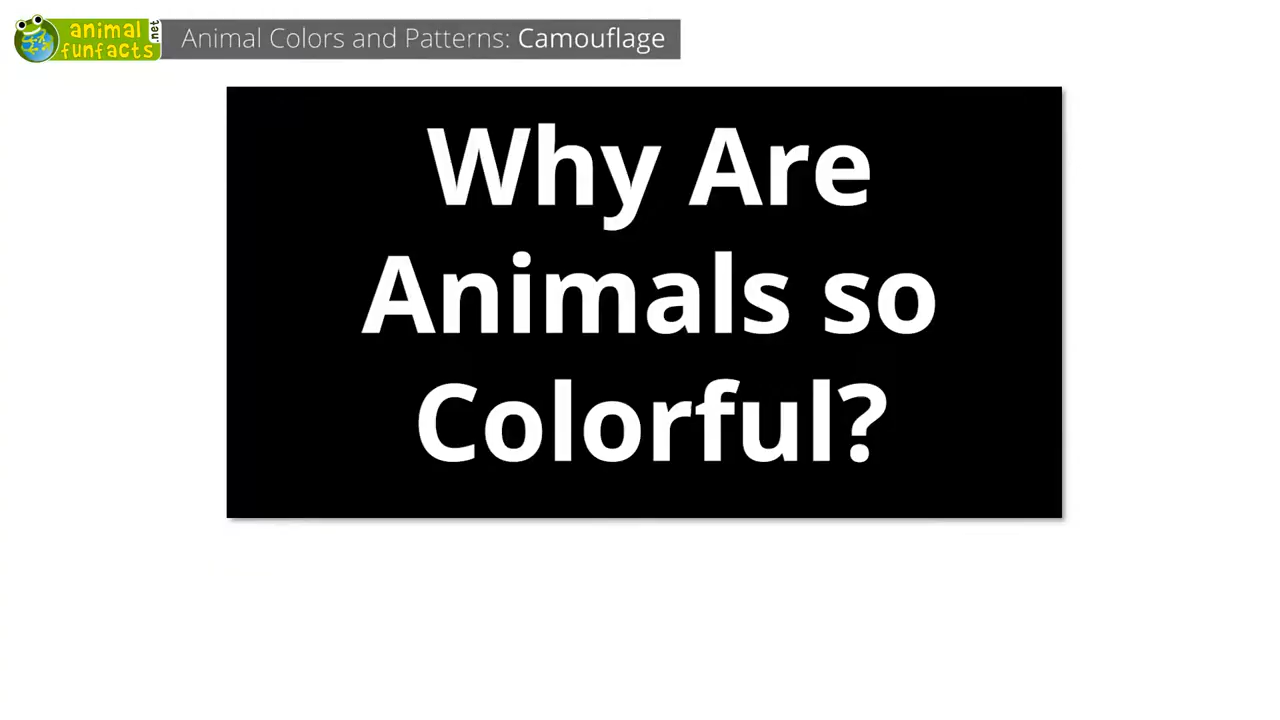 animal
funfacts
.net
Animal Colors and Patterns: Camouflage
Why Are
Animals so
Colorful?